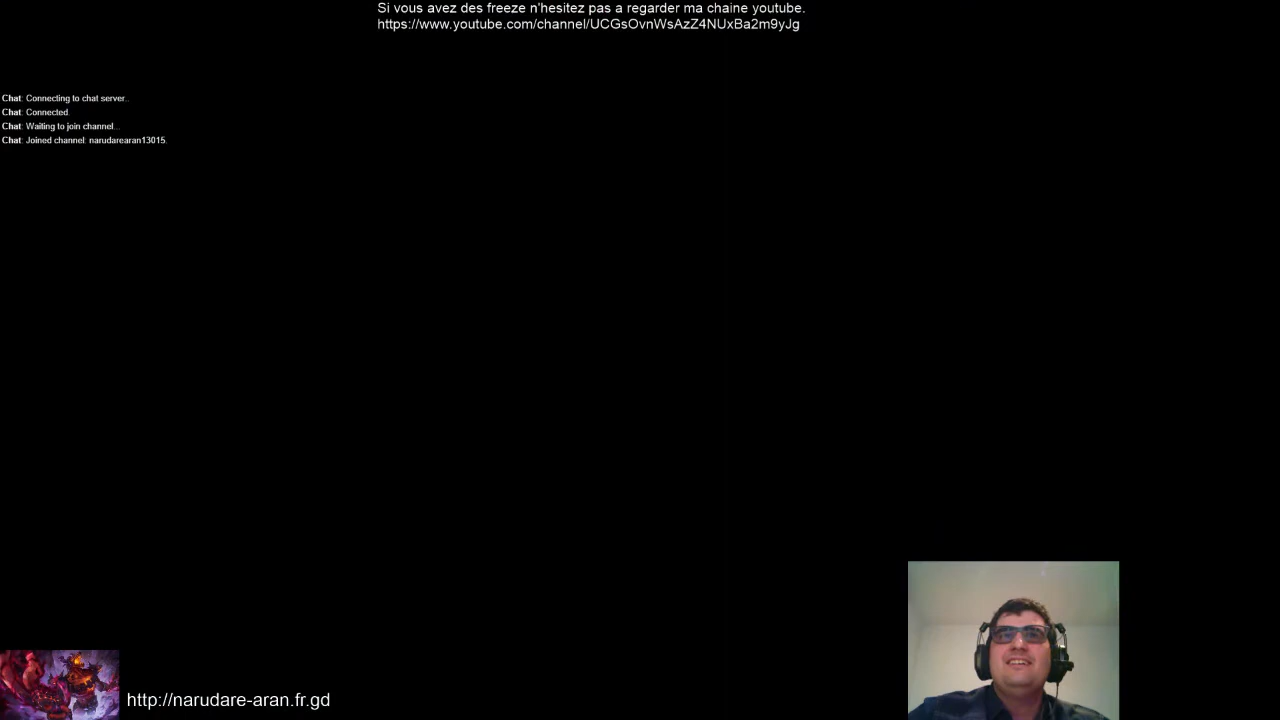 Si vous avez des freeze n'hesitez pas a regarder ma chaine youtube.
https://www.youtube.com/channel/UCGsOvnWsAzZ4NUxBa2m9yJg
Chat: Connecting to chat server..
Chat: Connected.
Chat: Waiting to join channel...
Chat: Joined channel: narudarearan13015.
http://narudare-aran.fr.gd